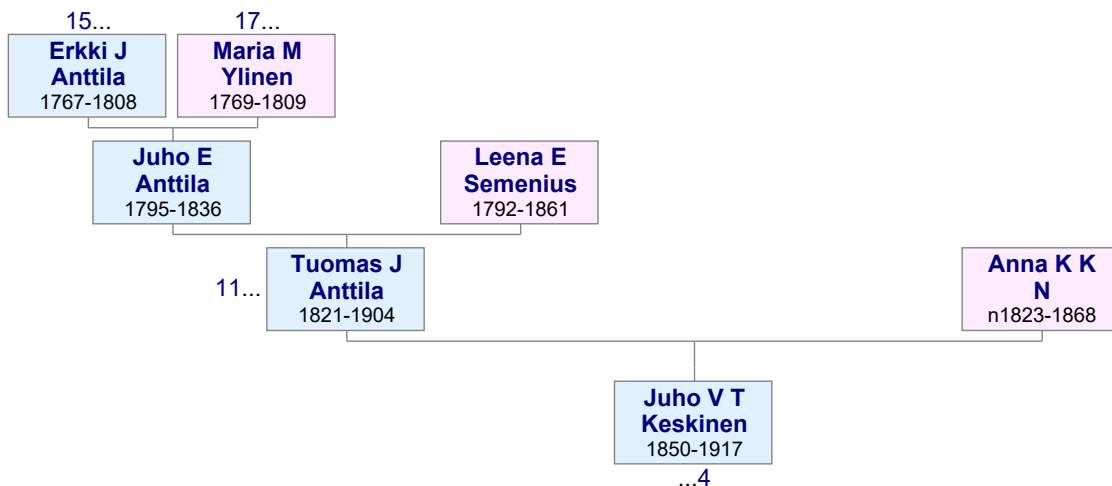 15...
17...
Erkki J
Anttila
1767-1808
Maria M
Ylinen
1769-1809
Juho E
Anttila
1795-1836
Leena E
Semenius
1792-1861
11...
Tuomas J
Anttila
1821-1904
Anna K K
N
n1823-1868
Juho V T
Keskinen
1850-1917
...4